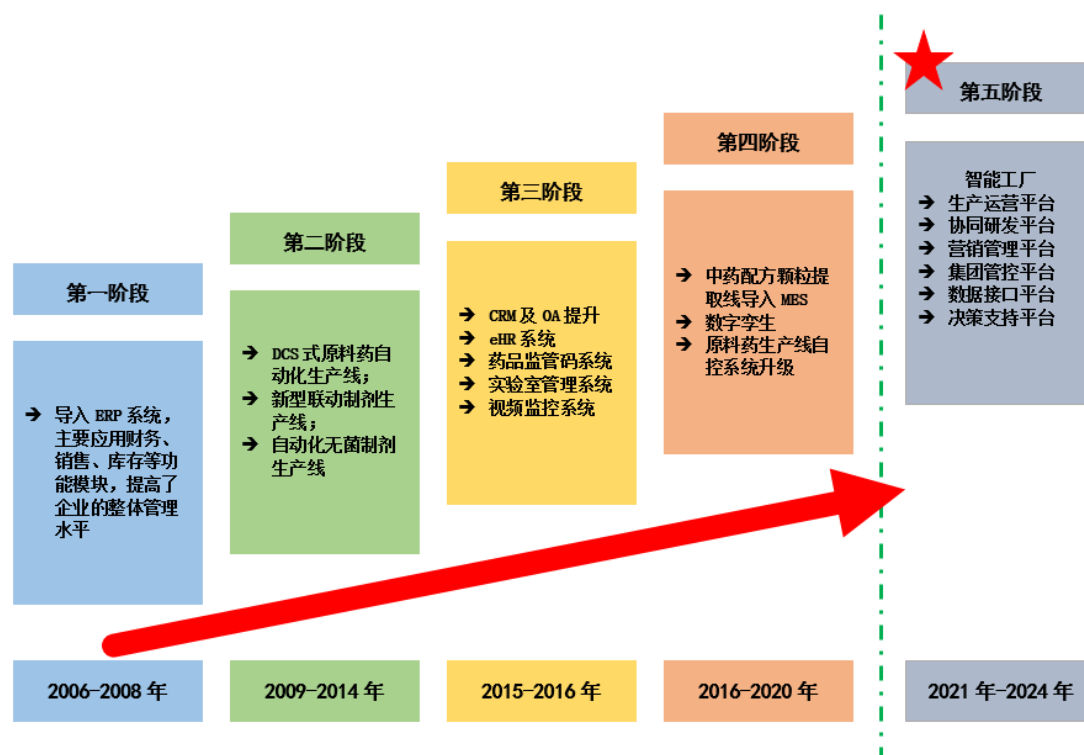 第一阶段
➔ 导入 ERP 系统，
主要应用财务、
销售、库存等功
能模块，提高了
企业的整体管理
水平
2006-2008 年
第二阶段
➔ DCS 式原料药自
动化生产线；
➔ 新型联动制剂生
产线；
➔ 自动化无菌制剂
生产线
2009-2014 年
第三阶段
➔ CRM 及 OA 提升
➔ eHR 系统
➔ 药品监管码系统
➔ 实验室管理系统
➔ 视频监控系统
2015-2016 年
第四阶段
➔ 中药配方颗粒提
取线导入 MES
➔ 数字孪生
➔ 原料药生产线自
控系统升级
2016-2020 年
第五阶段
智能工厂
➔ 生产运营平台
➔ 协同研发平台
➔ 营销管理平台
➔ 集团管控平台
➔ 数据接口平台
➔ 决策支持平台
2021 年-2024 年